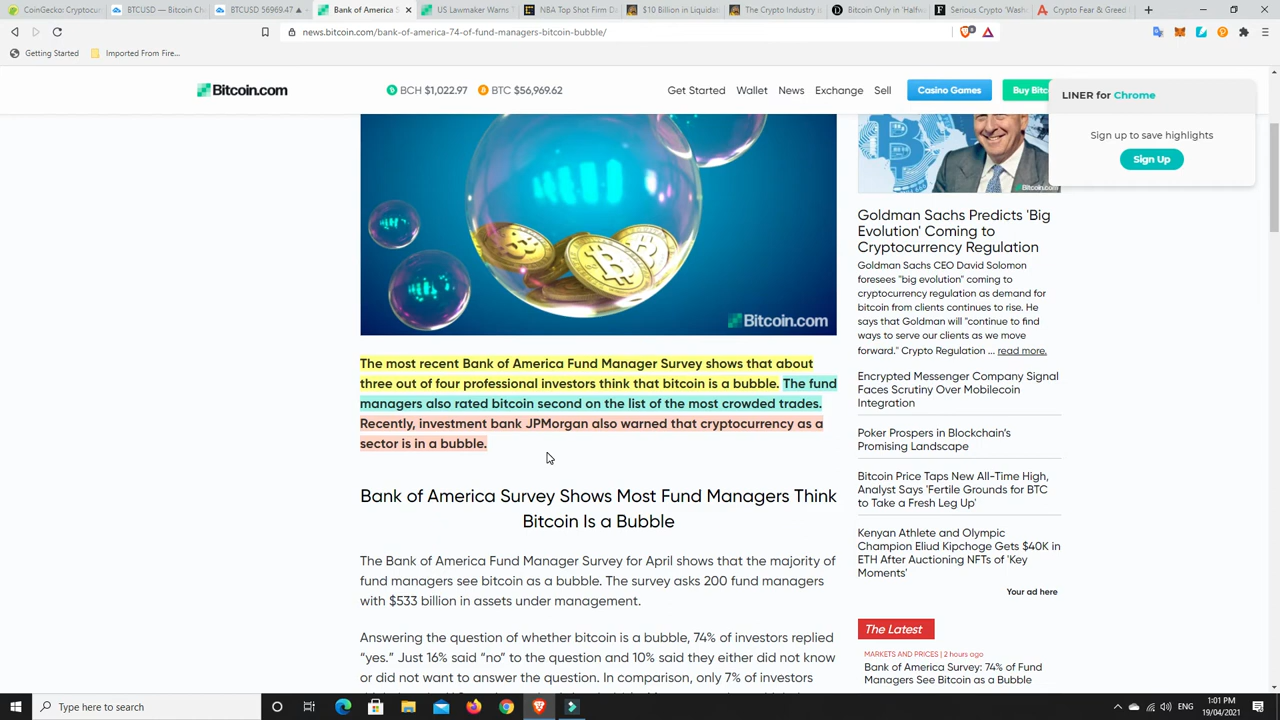 CoinGecko: Cryptocurr
BTCUSD — Bitcoin Ch
BTCUSD 56969.47 ▲
Bank of America S
US Lawmaker Warns T
NBA Top Shot Firm Da
$10 Billion in Liquidat
The Crypto Industry is
Bitcoin Only in 'Halfw
Serious Crypto 'Wash
Crypto Fear & Greed I
news.bitcoin.com/bank-of-america-74-of-fund-managers-bitcoin-bubble/
Getting Started
Imported From Fire...
Bitcoin.com
BCH $1,022.97
BTC $56,969.62
Get Started
Wallet
News
Exchange
Sell
Casino Games
Buy Bitc
LINER for Chrome
Sign up to save highlights
Sign Up
Bitcoin.com
The most recent Bank of America Fund Manager Survey shows that about
three out of four professional investors think that bitcoin is a bubble. The fund
managers also rated bitcoin second on the list of the most crowded trades.
Recently, investment bank JPMorgan also warned that cryptocurrency as a
sector is in a bubble.
Bank of America Survey Shows Most Fund Managers Think
Bitcoin Is a Bubble
The Bank of America Fund Manager Survey for April shows that the majority of
fund managers see bitcoin as a bubble. The survey asks 200 fund managers
with $533 billion in assets under management.
Answering the question of whether bitcoin is a bubble, 74% of investors replied
“yes.” Just 16% said “no” to the question and 10% said they either did not know
or did not want to answer the question. In comparison, only 7% of investors
Bitcoin.com
Goldman Sachs Predicts 'Big
Evolution' Coming to
Cryptocurrency Regulation
Goldman Sachs CEO David Solomon
foresees "big evolution" coming to
cryptocurrency regulation as demand for
bitcoin from clients continues to rise. He
says that Goldman will "continue to find
ways to serve our clients as we move
forward." Crypto Regulation ... read more.
Encrypted Messenger Company Signal
Faces Scrutiny Over Mobilecoin
Integration
Poker Prospers in Blockchain's
Promising Landscape
Bitcoin Price Taps New All-Time High,
Analyst Says 'Fertile Grounds for BTC
to Take a Fresh Leg Up'
Kenyan Athlete and Olympic
Champion Eliud Kipchoge Gets $40K in
ETH After Auctioning NFTs of 'Key
Moments'
Your ad here
The Latest
MARKETS AND PRICES | 2 hours ago
Bank of America Survey: 74% of Fund
Managers See Bitcoin as a Bubble
Type here to search
ENG
1:01 PM
19/04/2021